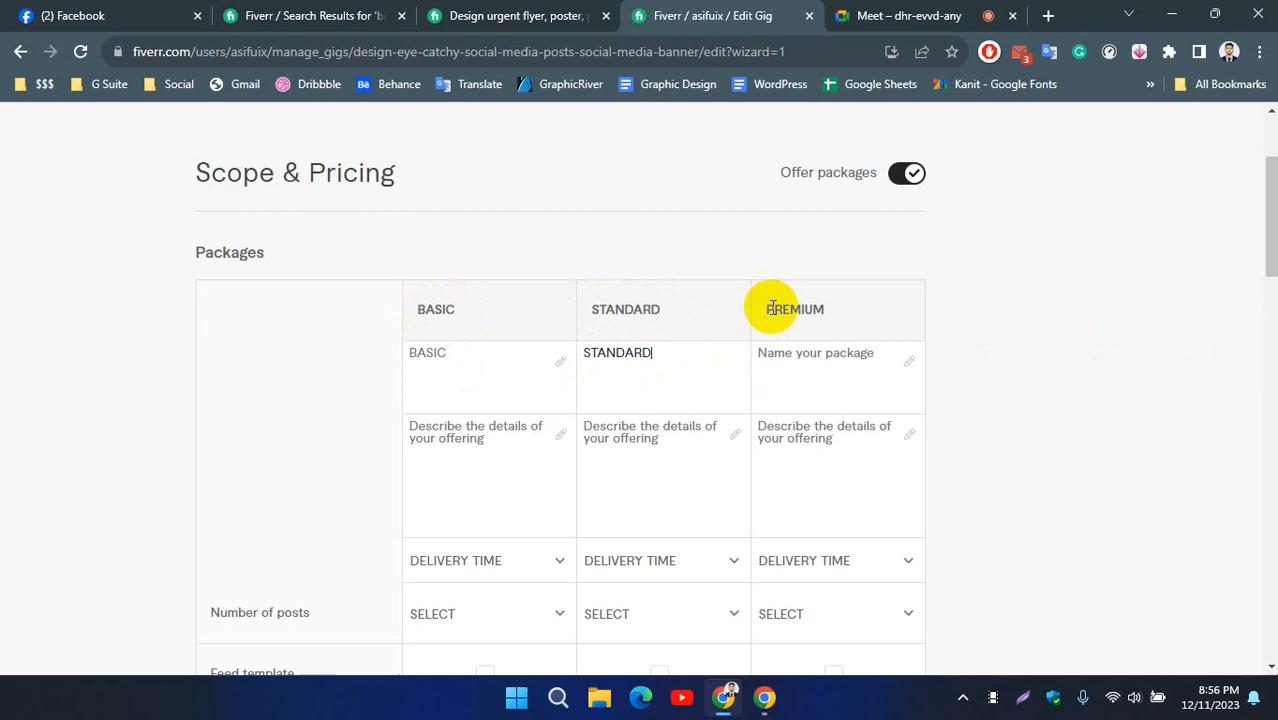 (8) Facebook
Fiverr / Search Results for 'ba
Design urgent flyer, poster, p
Fiverr / asifuix / Edit Gig
Meet – dhr-evvd-any
fiverr.com/users/asifuix/manage_gigs/design-eye-catchy-social-media-posts-social-media-banner/edit?wizard=1
3
$$$
G Suite
Social
Gmail
Dribbble
Behance
Translate
GraphicRiver
Graphic Design
WordPress
Google Sheets
Kanit - Google Fonts
»
All Bookmarks
Scope & Pricing
Offer packages
Packages
BASIC STANDARD PREMIUM
BASIC STANDARD Name your package
Describe the details of Describe the details of Describe the details of
your offering your offering your offering
DELIVERY TIME DELIVERY TIME DELIVERY TIME
Number of posts SELECT SELECT SELECT
Feed template
8:56 PM
12/11/2023